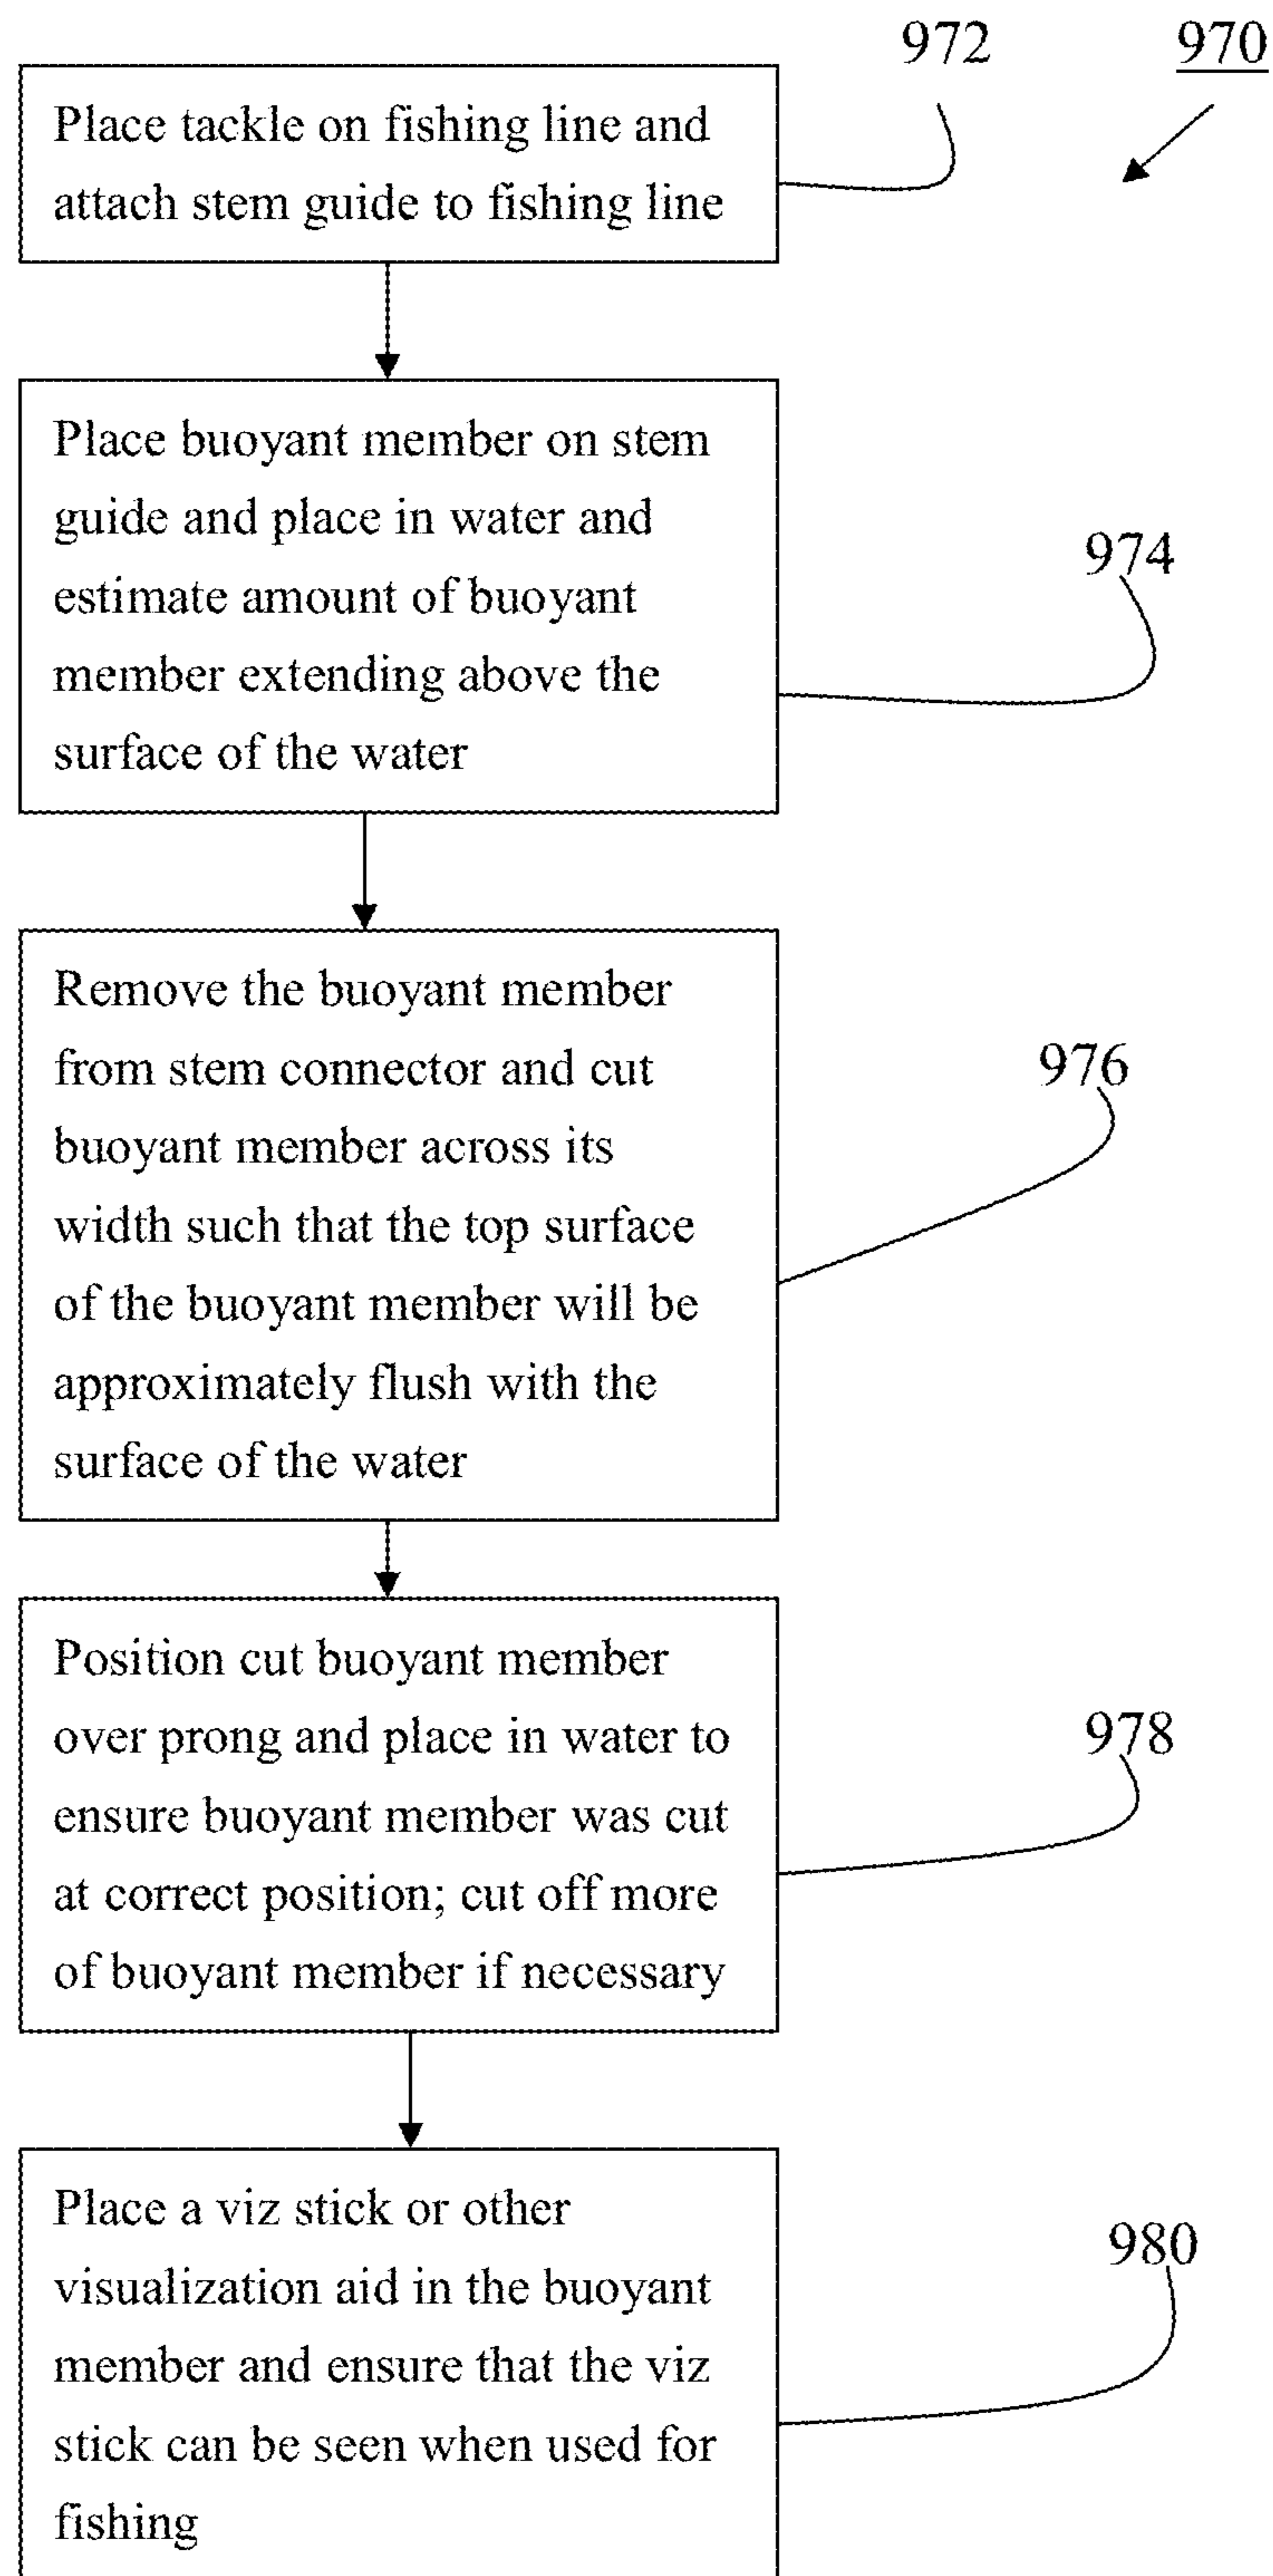 972
970
Place tackle on fishing line and
attach stem guide to fishing line
Place buoyant member on stem
guide and place in water and
estimate amount of buoyant
member extending above the
surface of the water
974
Remove the buoyant member
from stem connector and cut
buoyant member across its
width such that the top surface
of the buoyant member will be
approximately flush with the
surface of the water
976
Position cut buoyant member
over prong and place in water to
ensure buoyant member was cut
at correct position; cut off more
of buoyant member if necessary
978
Place a viz stick or other
visualization aid in the buoyant
member and ensure that the viz
stick can be seen when used for
fishing
980